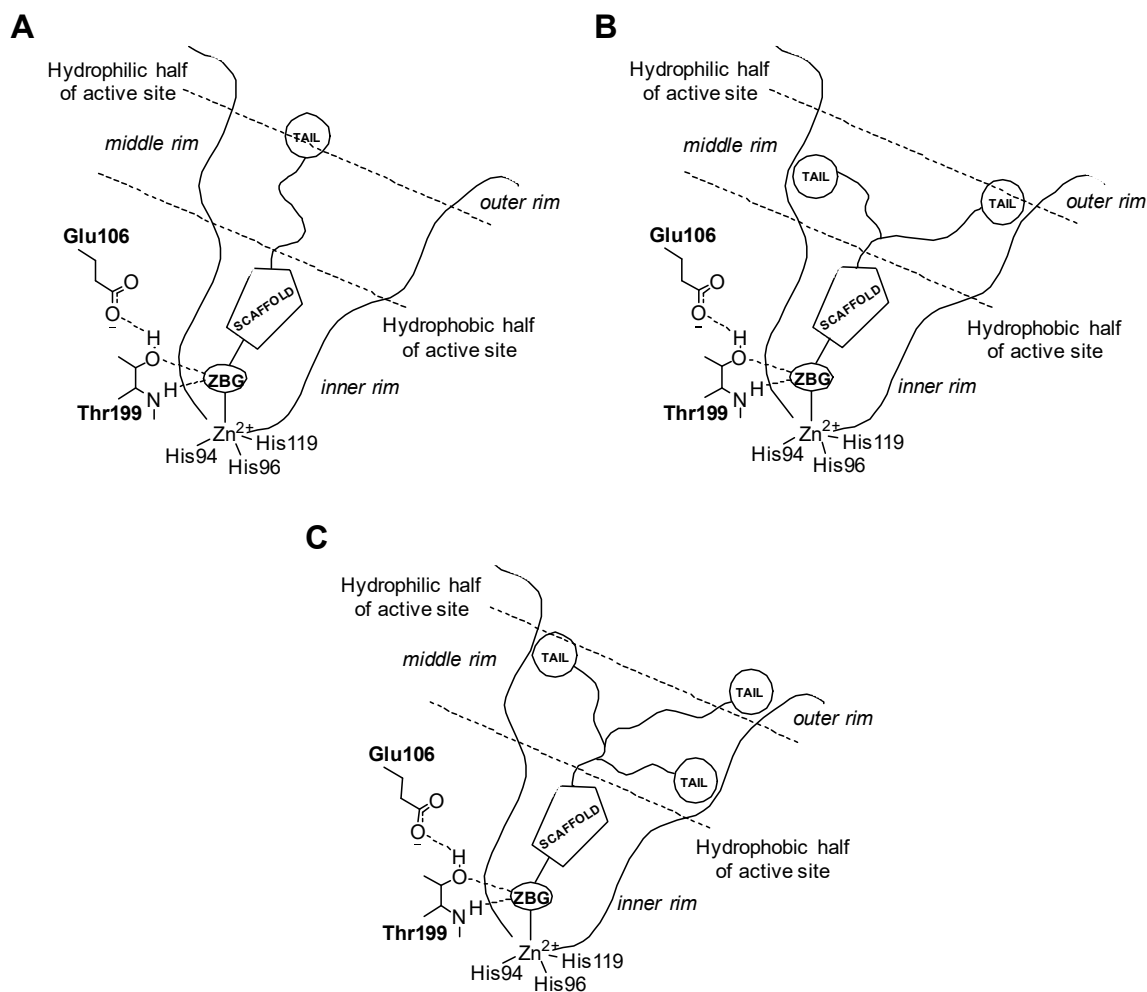 A
Hydrophilic half
of active site
middle rim
TAIL
outer rim
Glu106
O
O
–
H
O
SCAFFOLD
Hydrophobic half
of active site
ZBG
H
N
inner rim
Thr199
Zn2+
His119
His94
His96
B
Hydrophilic half
of active site
middle rim
TAIL
TAIL
outer rim
Glu106
O
O
–
H
O
SCAFFOLD
Hydrophobic half
of active site
ZBG
H
N
inner rim
Thr199
Zn2+
His119
His94
His96
C
Hydrophilic half
of active site
middle rim
TAIL
TAIL
outer rim
TAIL
Glu106
O
O
–
H
O
SCAFFOLD
Hydrophobic half
of active site
ZBG
H
N
inner rim
Thr199
Zn2+
His119
His94
His96